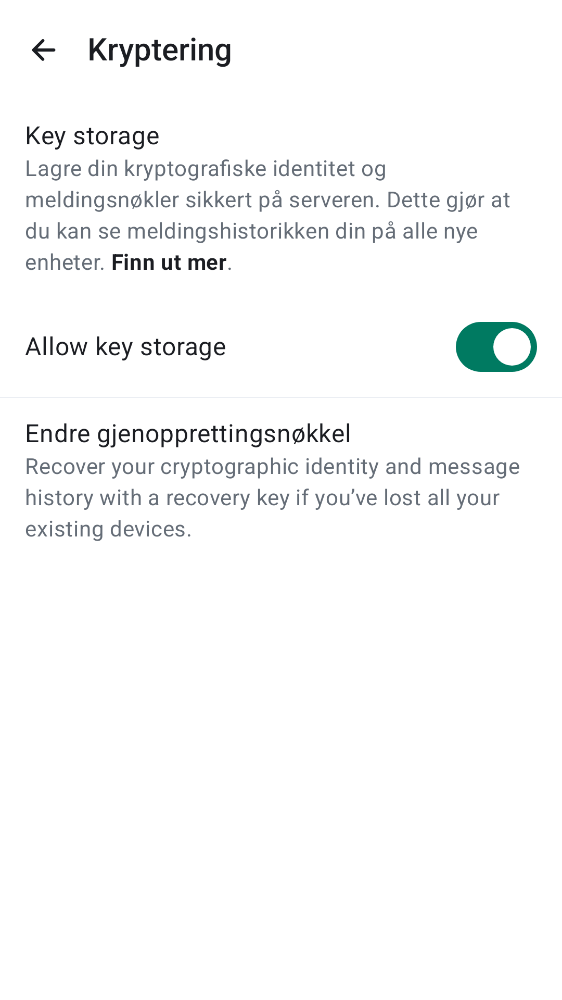 Kryptering
Key storage
Lagre din kryptografiske identitet og
meldingsnøkler sikkert på serveren. Dette gjør at
du kan se meldingshistorikken din på alle nye
enheter. Finn ut mer.
Allow key storage
Endre gjenopprettingsnøkkel
Recover your cryptographic identity and message
history with a recovery key if you’ve lost all your
existing devices.